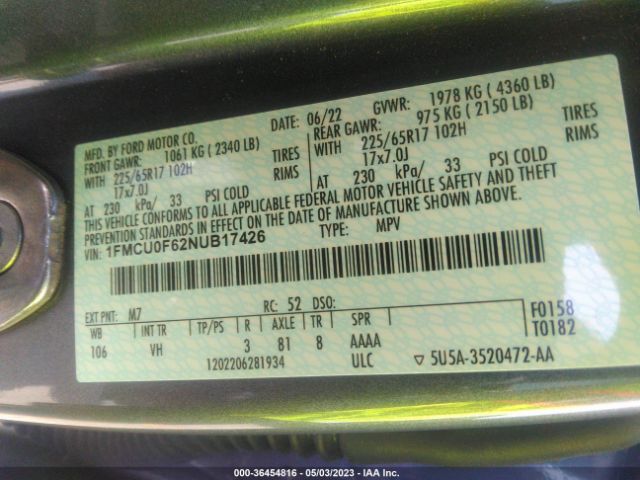 MFD. BY FORD MOTOR CO.
DATE: 06/22 GVWR: 1978 KG ( 4360 LB)
FRONT GAWR: 1061 KG ( 2340 LB) REAR GAWR: 975 KG ( 2150 LB)
WITH 225/65R17 102H TIRES WITH 225/65R17 102H TIRES
17x7.0J RIMS 17x7.0J RIMS
AT 230 kPa/ 33 PSI COLD AT 230 kPa/ 33 PSI COLD
THIS VEHICLE CONFORMS TO ALL APPLICABLE FEDERAL MOTOR VEHICLE SAFETY AND THEFT
PREVENTION STANDARDS IN EFFECT ON THE DATE OF MANUFACTURE SHOWN ABOVE.
VIN: 1FMCU0F62NUB17426 TYPE: MPV
EXT PNT: M7 RC: 52 DSO:
WB INT TR TP/PS R AXLE TR SPR F0158
106 VH 3 81 8 AAAA T0182
1202206281934 ULC ▽ 5U5A-3520472-AA
000-36454816 - 05/03/2023 - IAA Inc.